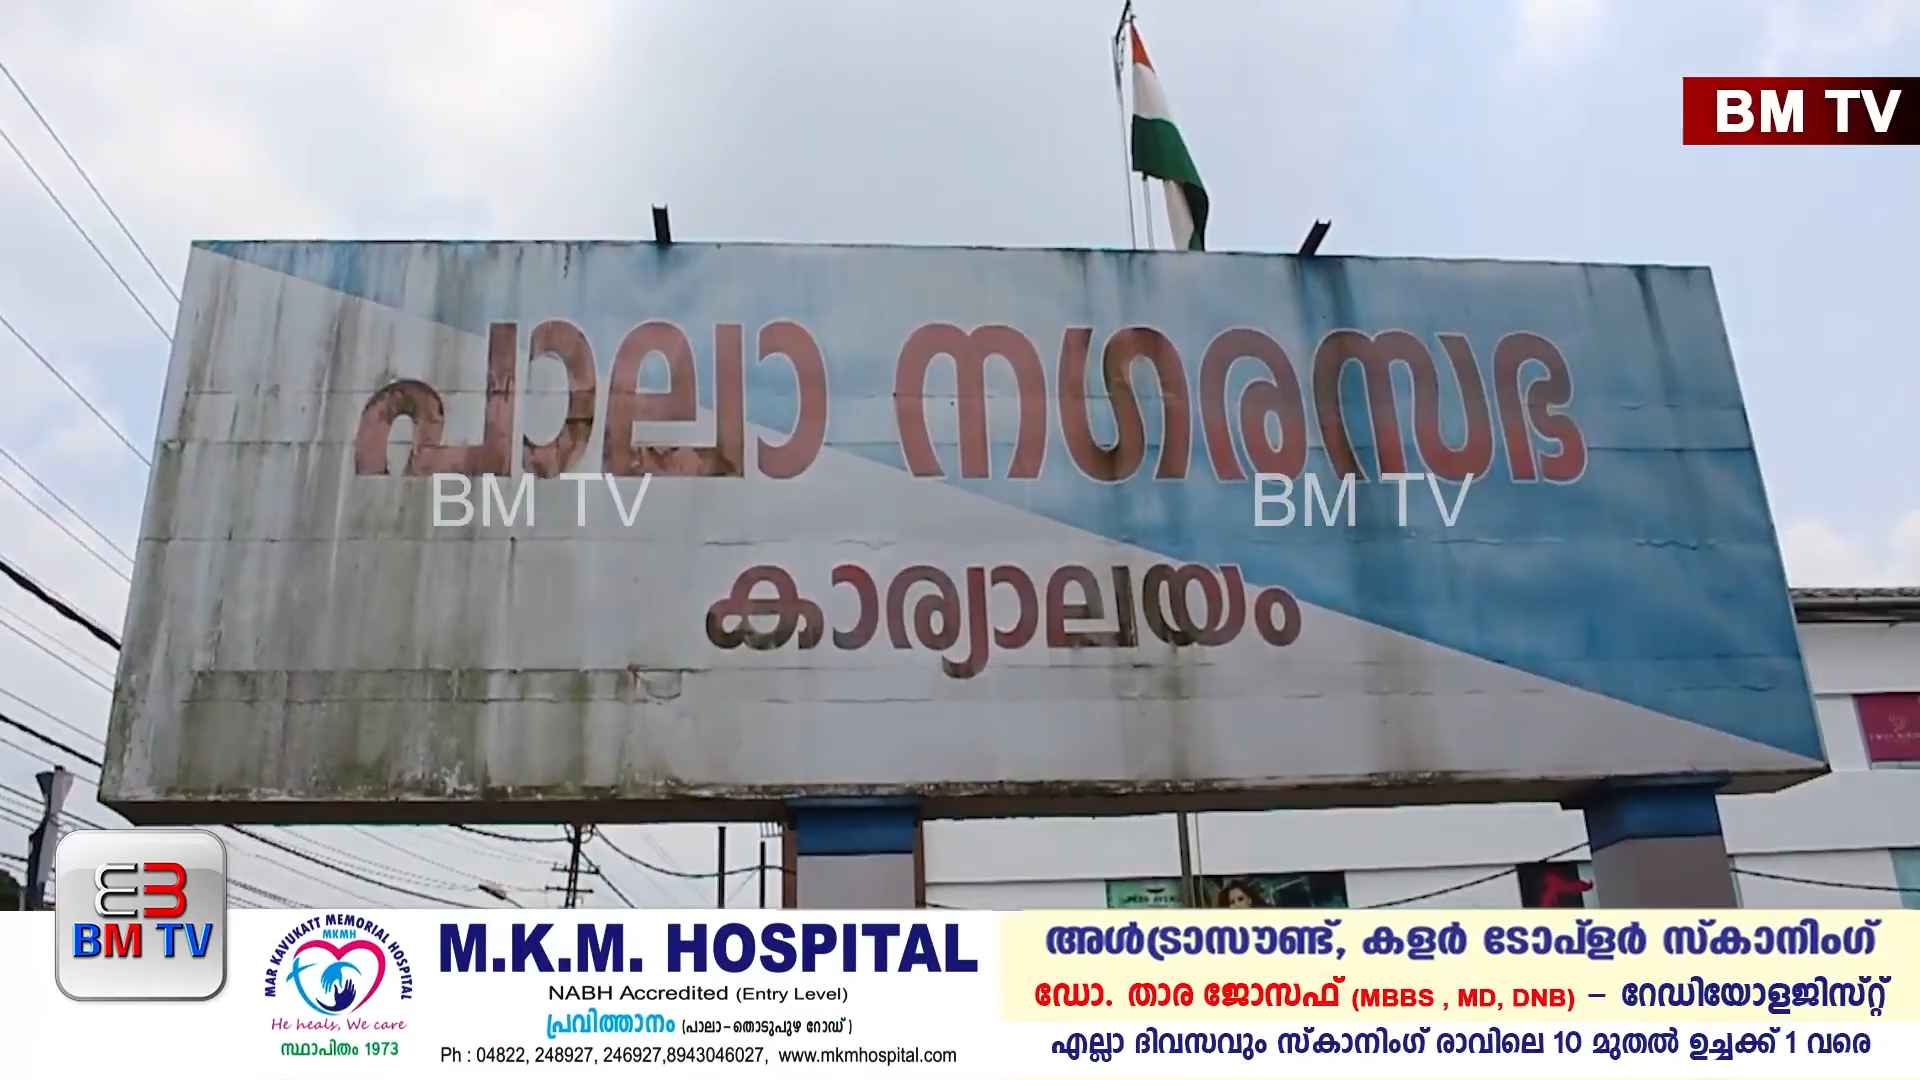 BM TV
പാലാ നഗരസഭ
BM TV BM TV
കാര്യാലയം
BM TV
MAR KAVUKATT MEMORIAL HOSPITAL
MKMH
He heals, We care
സ്ഥാപിതം 1973
M.K.M. HOSPITAL
NABH Accredited (Entry Level)
പ്രവിത്താനം (പാലാ-തൊടുപുഴ റോഡ്)
Ph : 04822, 248927, 246927,8943046027, www.mkmhospital.com
അൾട്രാസൗണ്ട്, കളർ ടോപ്ളർ സ്കാനിംഗ്
ഡോ. താര ജോസഫ് (MBBS , MD, DNB) – റേഡിയോളജിസ്റ്റ്
എല്ലാ ദിവസവും സ്കാനിംഗ് രാവിലെ 10 മുതൽ ഉച്ചക്ക് 1 വരെ